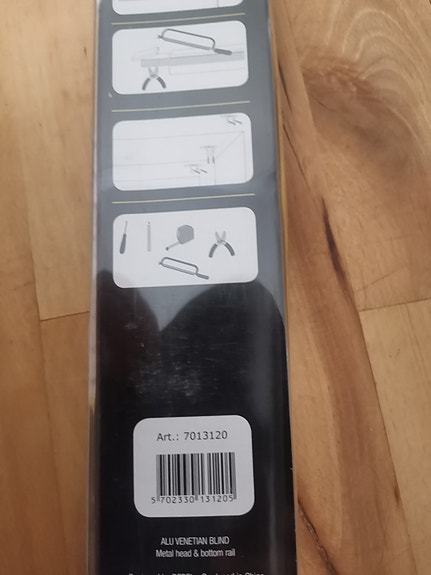 Art.: 7013120
5 702330 131205
ALU VENETIAN BLIND
Metal head & bottom rail